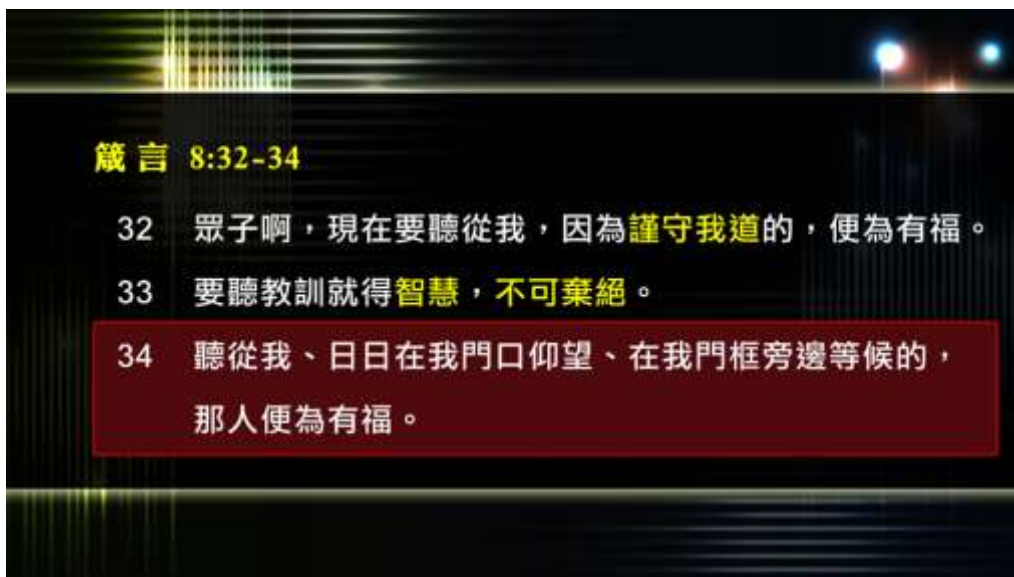 箴言 8:32-34
32 眾子啊，現在要聽從我，因為謹守我道的，便為有福。
33 要聽教訓就得智慧，不可棄絕。
34 聽從我、日日在我門口仰望、在我門框旁邊等候的，
那人便為有福。